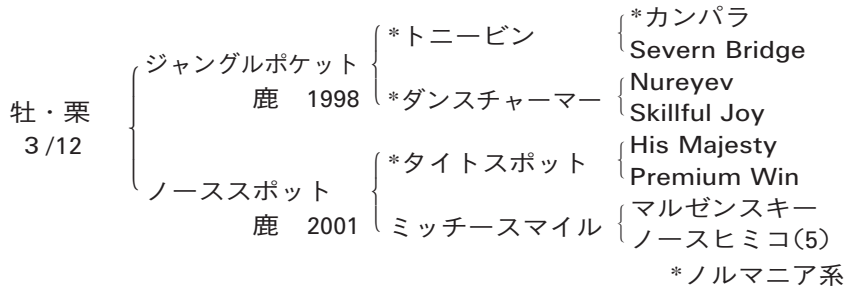 牡・栗
3/12
ジャングルポケット
鹿 1998
ノーススポット
鹿 2001
*トニービン
*ダンスチャーマー
*タイトスポット
ミッチースマイル
*カンパラ
Severn Bridge
Nureyev
Skillful Joy
His Majesty
Premium Win
マルゼンスキー
ノースヒミコ(5)
*ノルマニア系